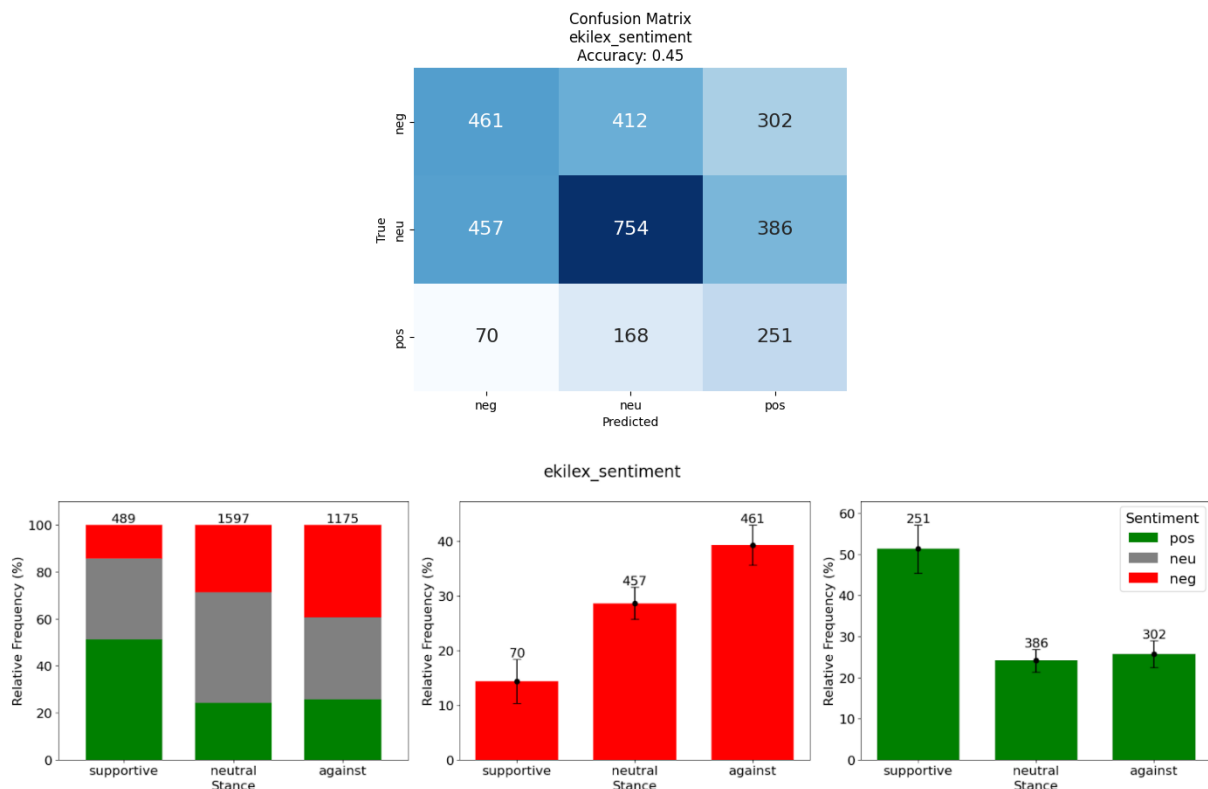 Confusion Matrix
ekilex_sentiment
Accuracy: 0.45
True
neg
461 412 302
neu
457 754 386
pos
70 168 251
neg neu pos
Predicted
ekilex_sentiment
Relative Frequency (%)
100
80
60
40
20
0
489 1597 1175
supportive neutral against
Stance
Relative Frequency (%)
40
30
20
10
0
70 457 461
supportive neutral against
Stance
Relative Frequency (%)
60
50
40
30
20
10
0
251 386 302
Sentiment
pos
neu
neg
supportive neutral against
Stance